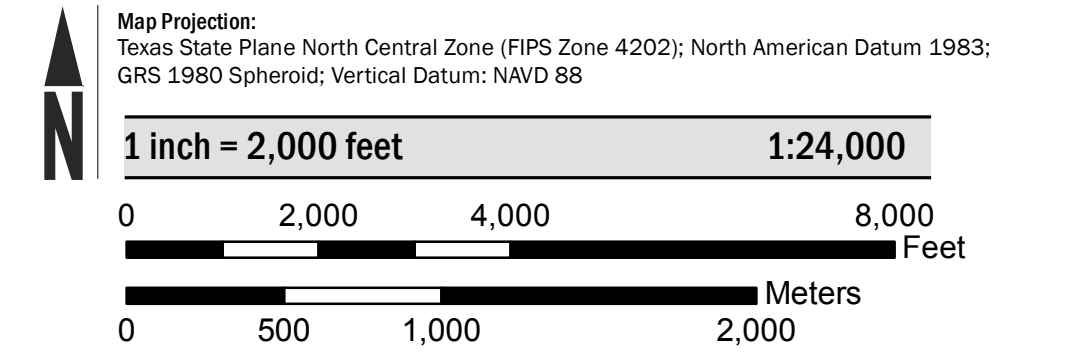 N
Map Projection:
Texas State Plane North Central Zone (FIPS Zone 4202); North American Datum 1983;
GRS 1980 Spheroid; Vertical Datum: NAVD 88
1 inch = 2,000 feet 1:24,000
0 2,000 4,000 8,000
Feet
Meters
0 500 1,000 2,000